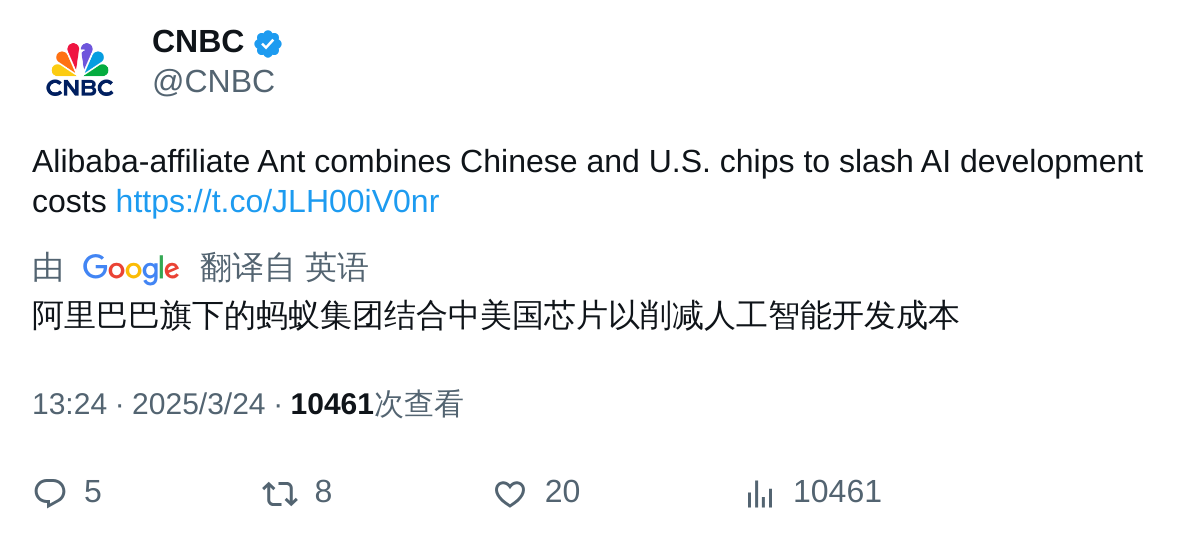 CNBC
CNBC
@CNBC
Alibaba-affiliate Ant combines Chinese and U.S. chips to slash AI development
costs https://t.co/JLH00iV0nr
由 Google 翻译自 英语
阿里巴巴旗下的蚂蚁集团结合中美国芯片以削减人工智能开发成本
13:24 · 2025/3/24 · 10461次查看
5 8 20 10461